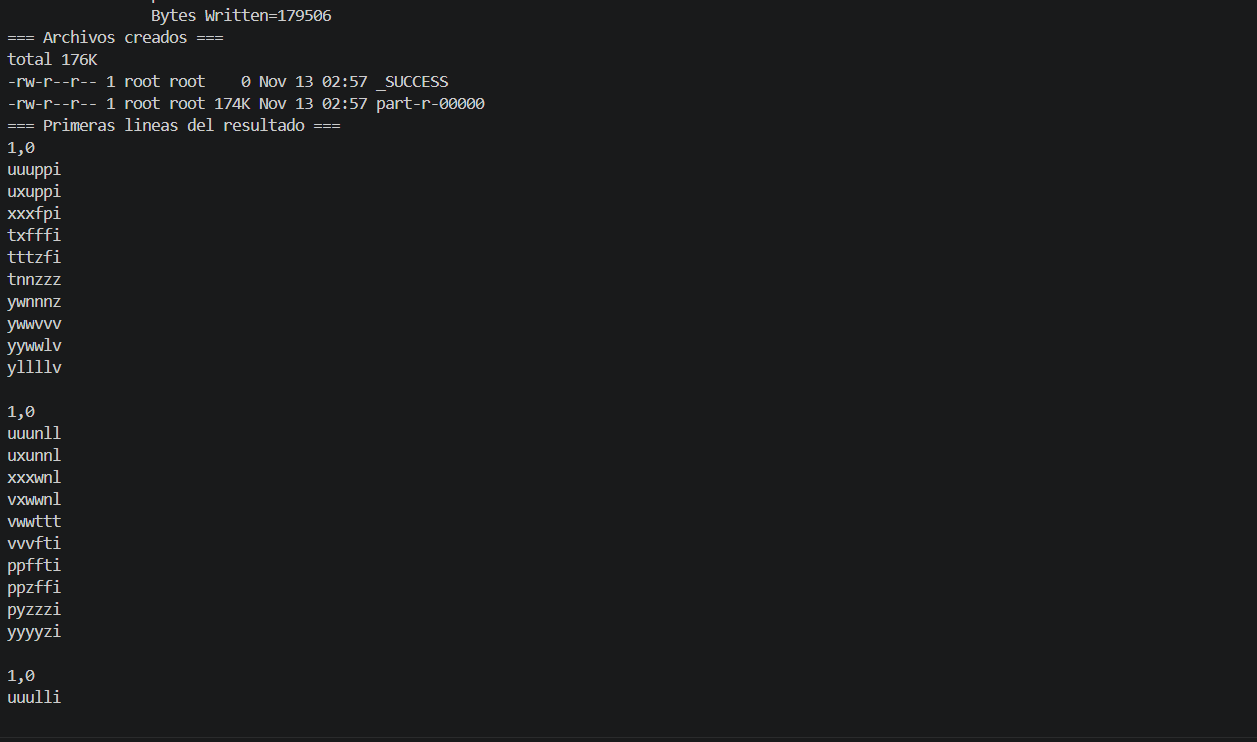 Bytes Written=179506
=== Archivos creados ===
total 176K
-rw-r--r-- 1 root root    0 Nov 13 02:57 _SUCCESS
-rw-r--r-- 1 root root 174K Nov 13 02:57 part-r-00000
=== Primeras lineas del resultado ===
1,0
uuuppi
uxuppi
xxxfpi
txfffi
tttzfi
tnnzzz
ywnnnz
ywwvvv
yywwlv
yllllv

1,0
uuunll
uxunnl
xxxwnl
vxwwnl
vwwttt
vvvfti
ppffti
ppzffi
pyzzzi
yyyyzi

1,0
uuulli